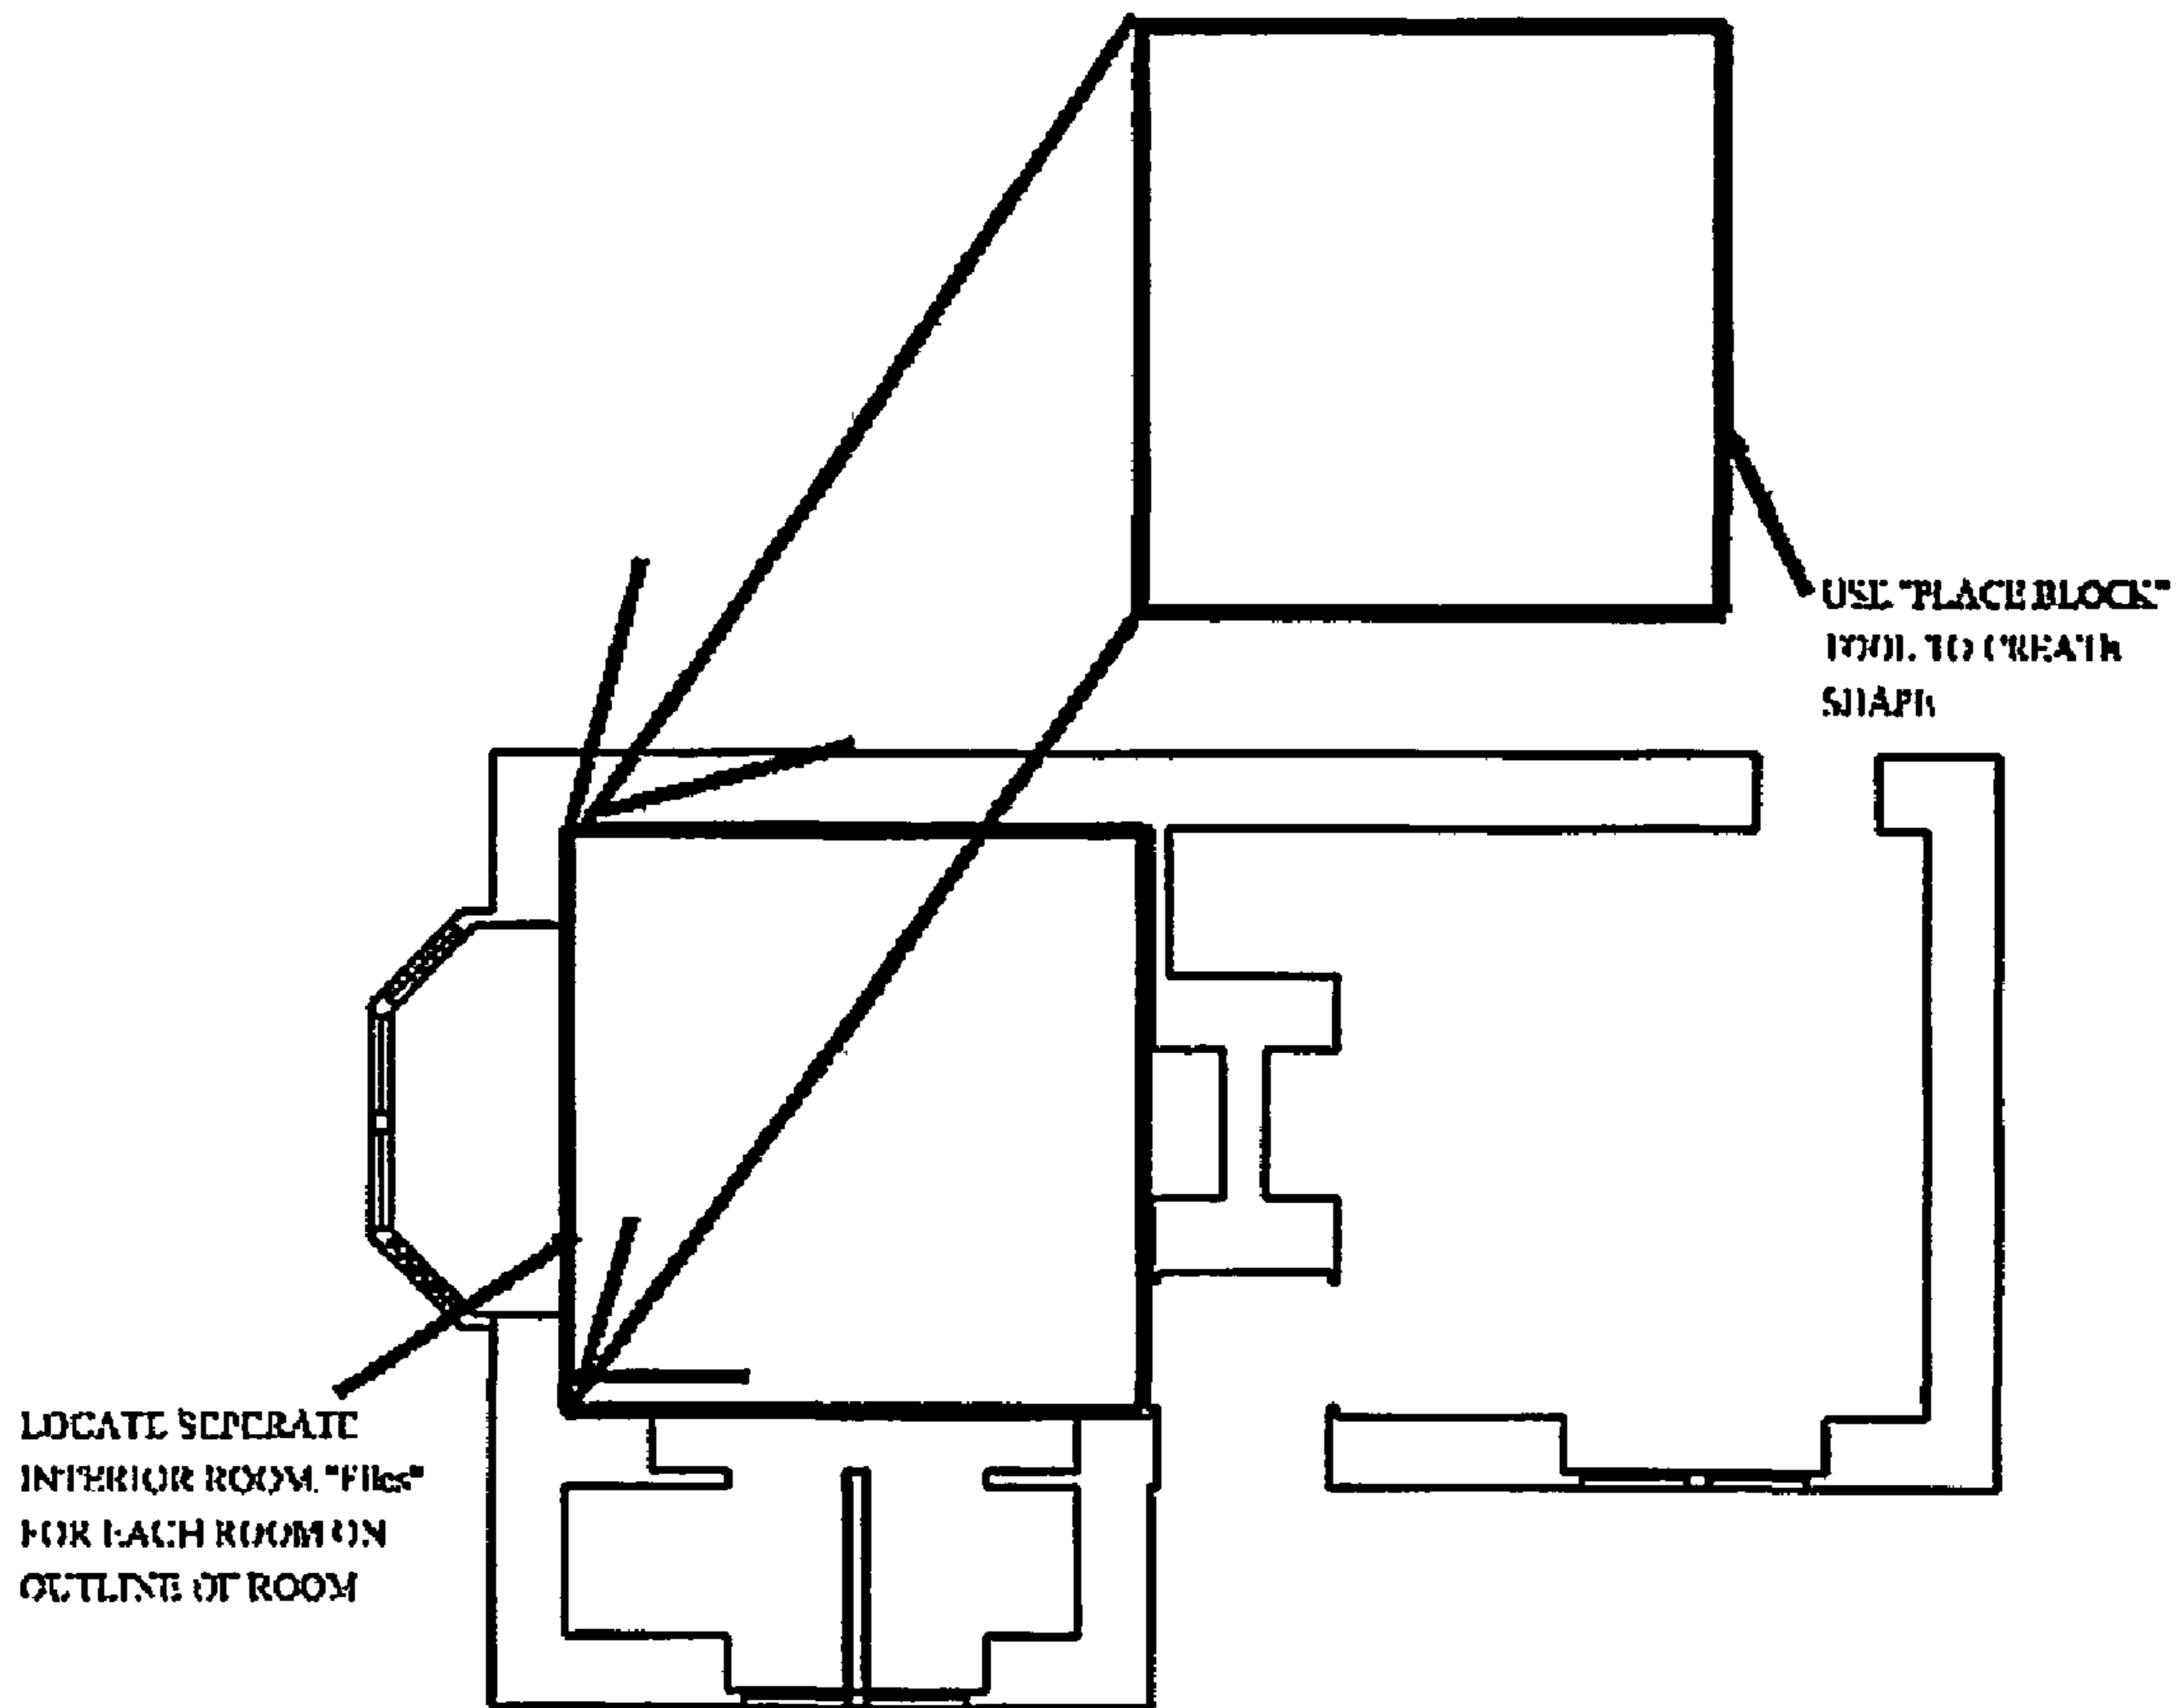 USE "PLACE BLOCK"
TOOL TO CREATE
SHAPE
LOCATE SEPERATE
INTERIOR ROOM "Files"
FOR EACH ROOM ON
OUTLINE OF ROOM